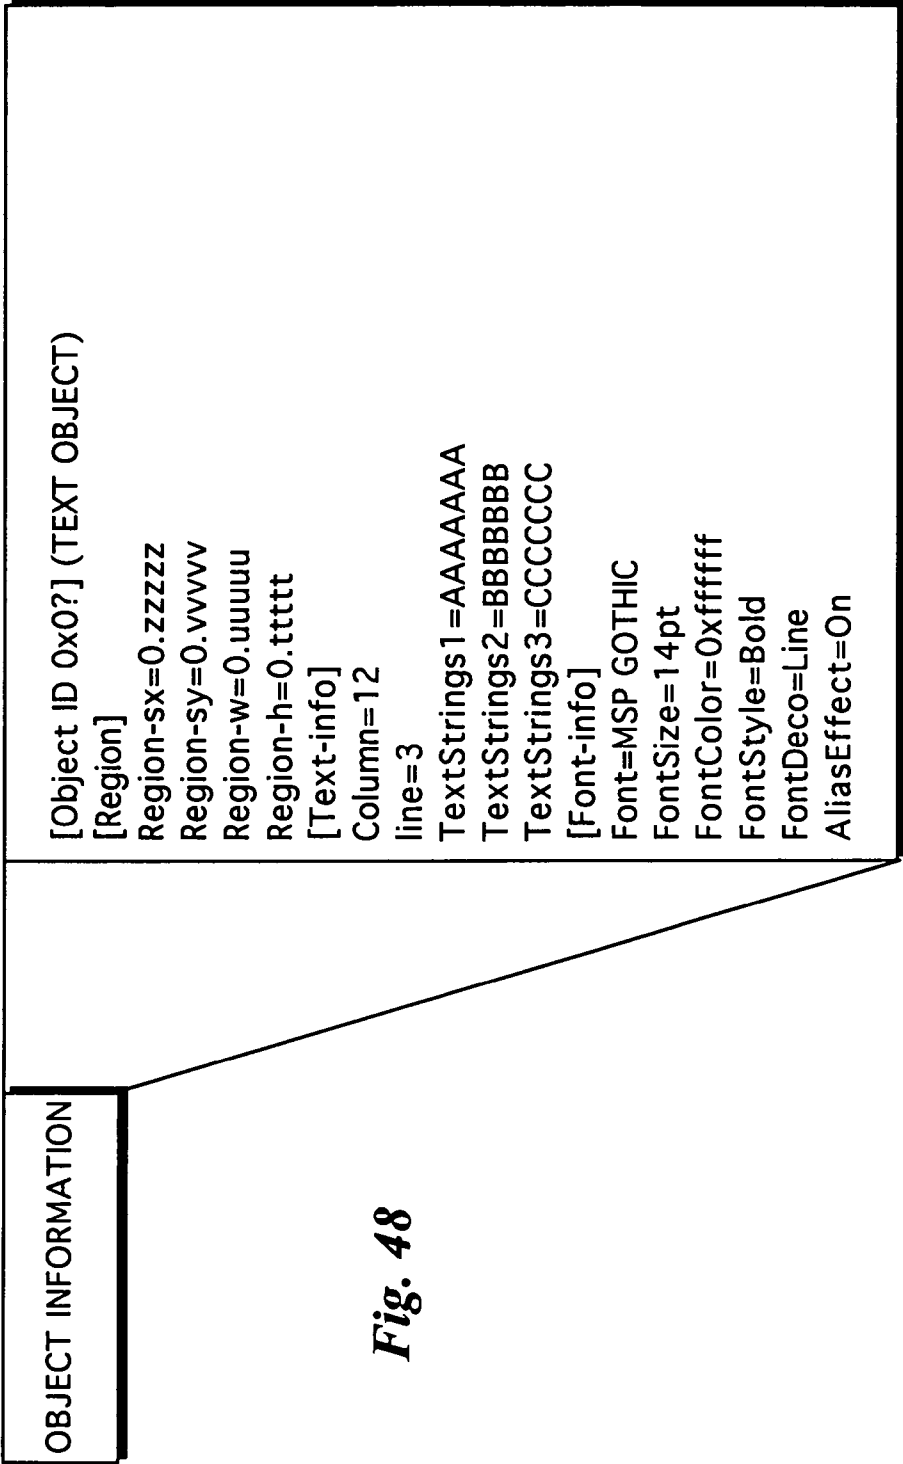 OBJECT INFORMATION
[Object ID 0x0?] (TEXT OBJECT)
[Region]
Region-sx=0.zzzzz
Region-sy=0.vvvvv
Region-w=0.uuuuu
Region-h=0.ttttt
[Text-info]
Column=12
line=3
TextStrings1=AAAAAAA
TextStrings2=BBBBBBB
TextStrings3=CCCCCCC
[Font-info]
Font=MSP GOTHIC
FontSize=14pt
FontColor=0xffffff
FontStyle=Bold
FontDeco=Line
AliasEffect=On
Fig. 48